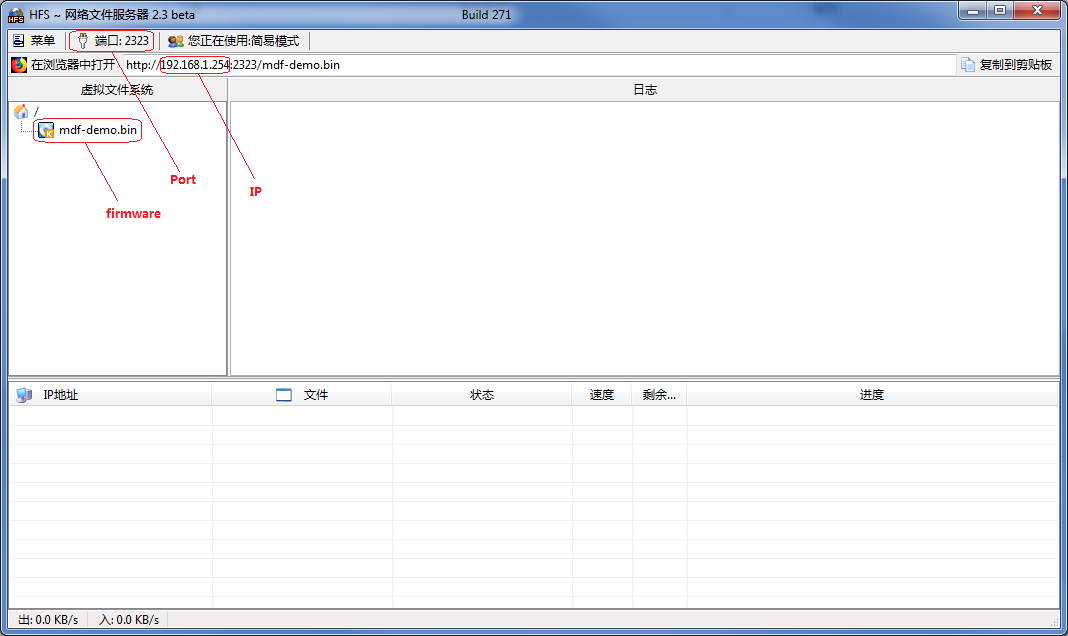 HFS ~ 网络文件服务器 2.3 beta Build 271
菜单 端口: 2323 您正在使用:简易模式
在浏览器中打开 http://192.168.1.254:2323/mdf-demo.bin 复制到剪贴板
虚拟文件系统 日志
/
mdf-demo.bin
Port
IP
firmware
IP地址 文件 状态 速度 剩余... 进度
出: 0.0 KB/s 入: 0.0 KB/s